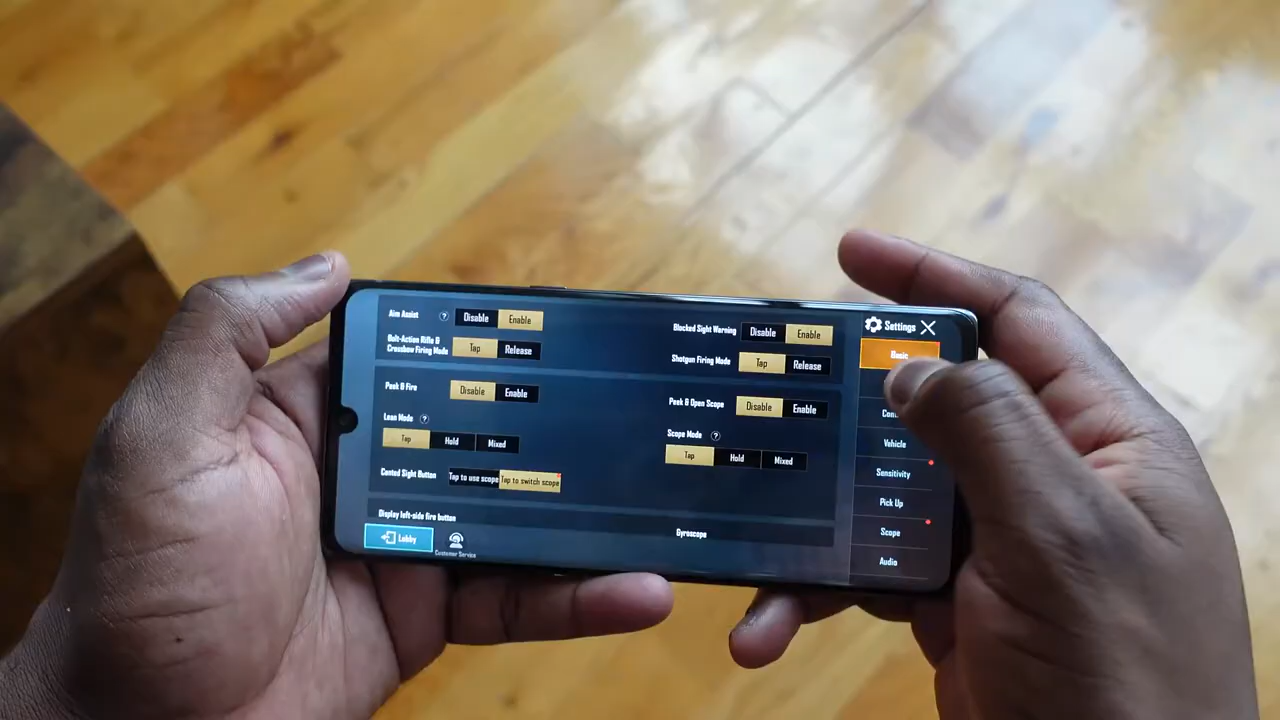 Aim Assist ? Disable Enable
Blocked Sight Warning Disable Enable
Bolt-Action Rifle &
Crossbow Firing Mode Tap Release
Shotgun Firing Mode Tap Release
Peek & Fire Disable Enable
Peek & Open Scope Disable Enable
Lean Mode ?
Tap Hold Mixed
Scope Mode ?
Tap Hold Mixed
Canted Sight Button Tap to use scope Tap to switch scope
Display left-side fire button
Gyroscope
Lobby
Customer Service
Settings
Basic
Vehicle
Sensitivity
Pick Up
Scope
Audio